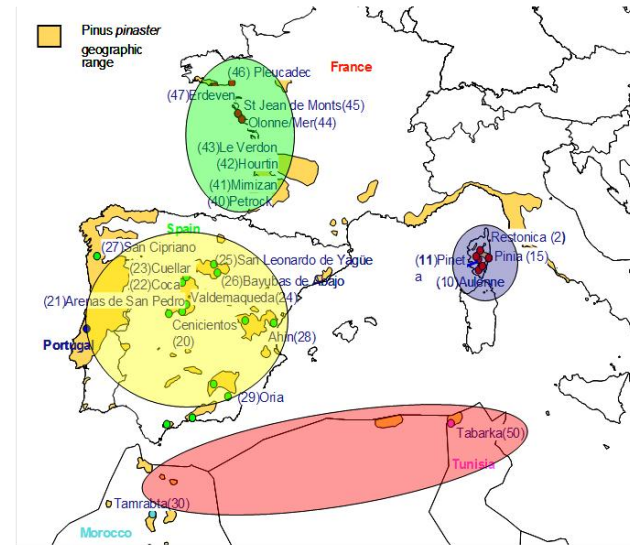 Pinus pinaster
geographic
range
(46) Pleucadec
France
(47)Erdeven
St Jean de Monts(45)
Olonne/Mer(44)
(43)Le Verdon
(42)Hourtin
(41)Mimizan
(40)Petrock
Spain
(27)San Cipriano
(25)San Leonardo de Yagüe
(23)Cuellar
(26)Bayubas de Abajo
(22)Coca
(21)Arenas de San Pedro
Valdemaqueda(24)
Cenicientos
(20)
Ahin(28)
Portugal
(29)Oria
Restonica (2)
(11)Pinet
a
Pinia (15)
(10)Aulenne
Tabarka(50)
Tunisia
Tamrabta(30)
Morocco